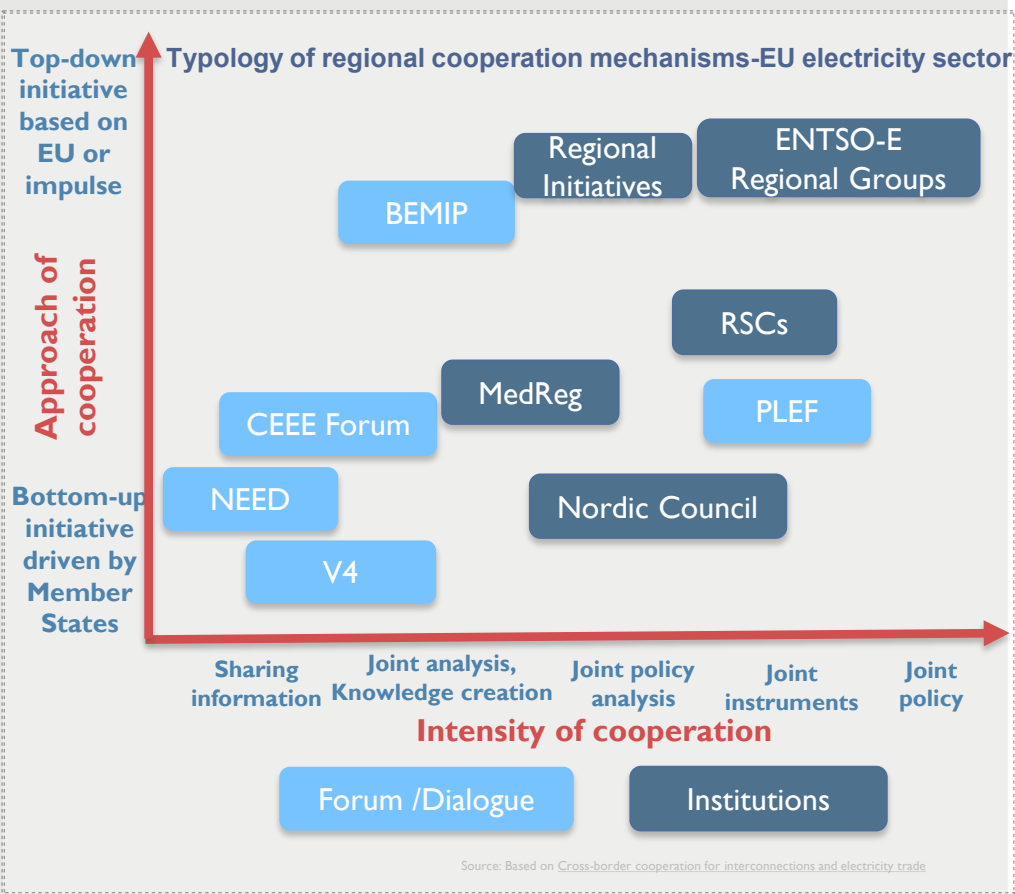 Typology of regional cooperation mechanisms-EU electricity sector
Top-down
initiative
based on
EU or
impulse
Approach of
cooperation
Bottom-up
initiative
driven by
Member
States
Regional
Initiatives
ENTSO-E
Regional Groups
BEMIP
RSCs
MedReg
PLEF
CEEE Forum
NEED
Nordic Council
V4
Sharing
information
Joint analysis,
Knowledge creation
Joint policy
analysis
Joint
instruments
Joint
policy
Intensity of cooperation
Forum /Dialogue
Institutions
Source: Based on Cross-border cooperation for interconnections and electricity trade